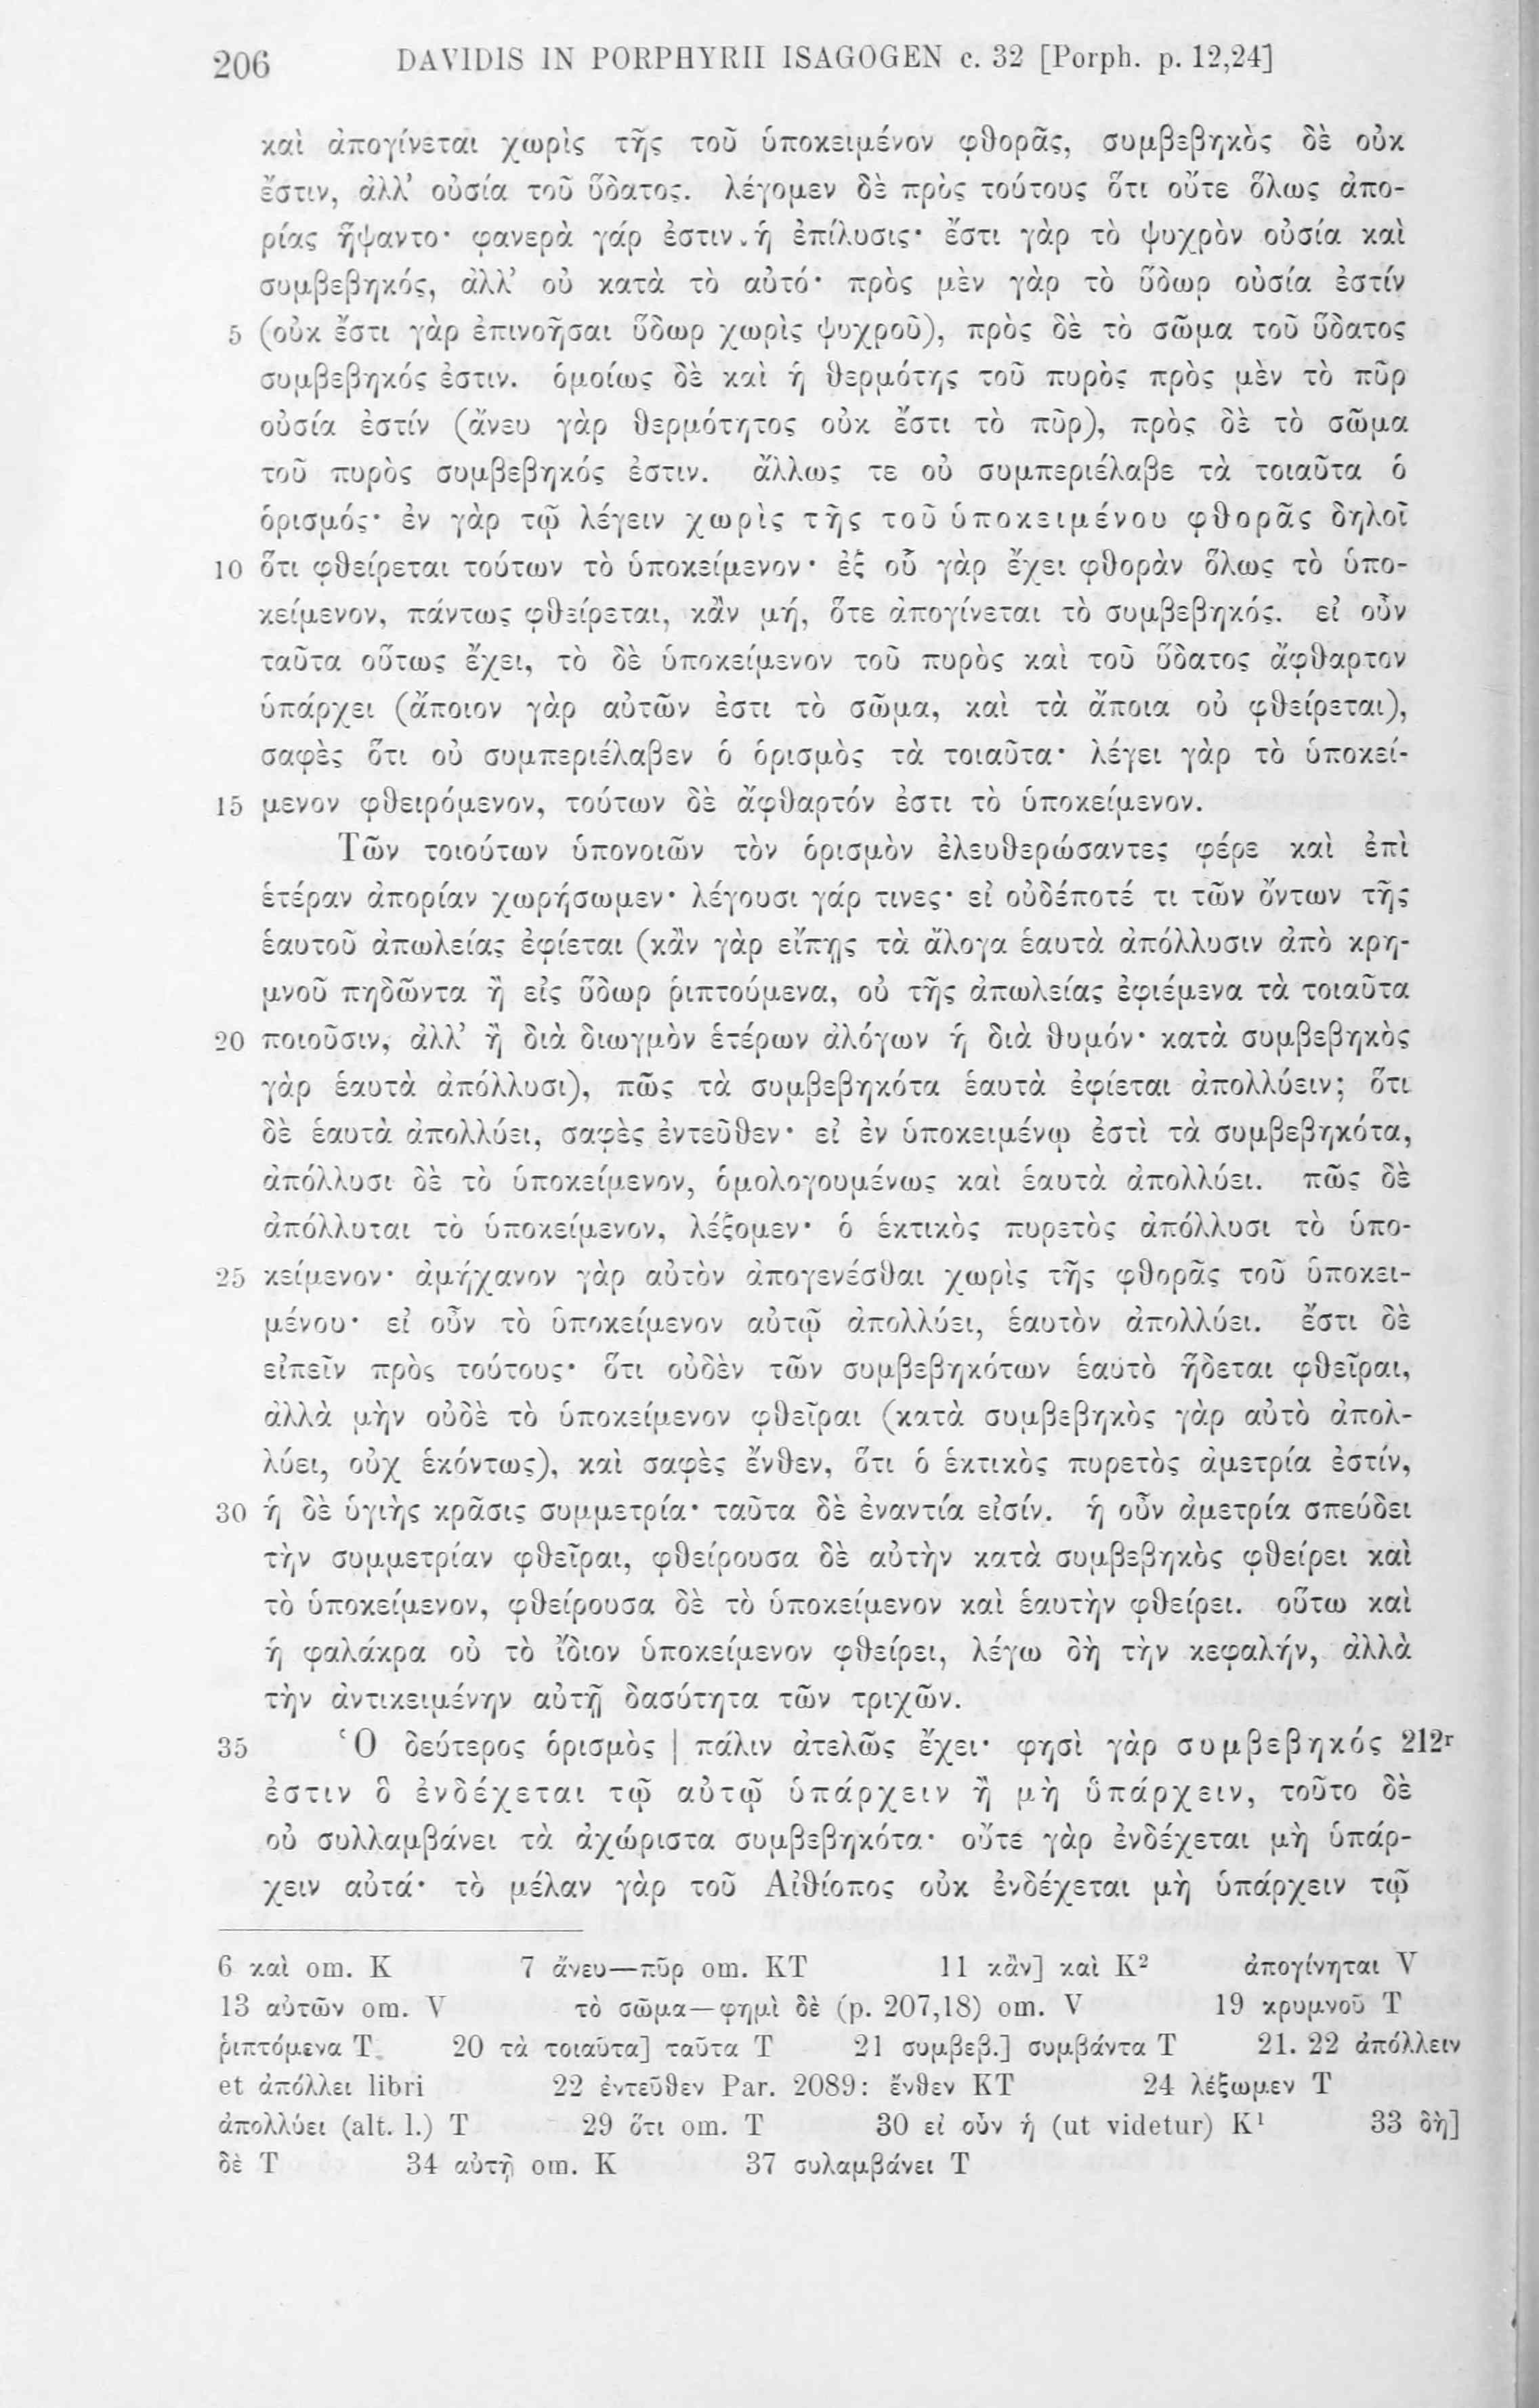 206 DAVIDIS IN PORPHYRII ISAGOGEN c. 32 [Porph. p. 12,24]
καὶ ἀπογίνεται χωρὶς τῆς τοῦ ὑποκειμένον φθορᾶς, συμβεβηκὸς δὲ οὐκ
ἔστιν, ἀλλ’ οὐσία τοῦ ὕδατος. λέγομεν δὲ πρὸς τούτους ὅτι οὔτε ὅλως ἀπο-
ρίας ἥψαντο· φανερὰ γάρ ἐστιν ἡ ἐπίλυσις· ἔστι γὰρ τὸ ψυχρὸν οὐσία καὶ
συμβεβηκός, ἀλλ’ οὐ κατὰ τὸ αὐτό· πρὸς μὲν γὰρ τὸ ὕδωρ οὐσία ἐστίν
5 (οὐκ ἔστι γὰρ ἐπινοῆσαι ὕδωρ χωρὶς ψυχροῦ), πρὸς δὲ τὸ σῶμα τοῦ ὕδατος
συμβεβηκός ἐστιν. ὁμοίως δὲ καὶ ἡ θερμότης τοῦ πυρὸς πρὸς μὲν τὸ πῦρ
οὐσία ἐστίν (ἄνευ γὰρ θερμότητος οὐκ ἔστι τὸ πῦρ), πρὸς δὲ τὸ σῶμα
τοῦ πυρὸς συμβεβηκός ἐστιν. ἄλλως τε οὐ συμπεριέλαβε τὰ τοιαῦτα ὁ
ὁρισμός· ἐν γὰρ τῷ λέγειν χωρὶς τῆς τοῦ ὑποκειμένου φθορᾶς δηλοῖ
10 ὅτι φθείρεται τούτων τὸ ὑποκείμενον· ἐξ οὗ γὰρ ἔχει φθορὰν ὅλως τὸ ὑπο-
κείμενον, πάντως φθείρεται, κἂν μή, ὅτε ἀπογίνεται τὸ συμβεβηκός. εἰ οὖν
ταῦτα οὕτως ἔχει, τὸ δὲ ὑποκείμενον τοῦ πυρὸς καὶ τοῦ ὕδατος ἄφθαρτον
ὑπάρχει (ἄποιον γὰρ αὐτῶν ἐστι τὸ σῶμα, καὶ τὰ ἄποια οὐ φθείρεται),
σαφὲς ὅτι οὐ συμπεριέλαβεν ὁ ὁρισμὸς τὰ τοιαῦτα· λέγει γὰρ τὸ ὑποκεί-
15 μενον φθειρόμενον, τούτων δὲ ἄφθαρτόν ἐστι τὸ ὑποκείμενον.
Τῶν τοιούτων ὑπονοιῶν τὸν ὁρισμὸν ἐλευθερώσαντες φέρε καὶ ἐπὶ
ἑτέραν ἀπορίαν χωρήσωμεν· λέγουσι γάρ τινες· εἰ οὐδέποτέ τι τῶν ὄντων τῆς
ἑαυτοῦ ἀπωλείας ἐφίεται (κἂν γὰρ εἴπῃς τὰ ἄλογα ἑαυτὰ ἀπόλλυσιν ἀπὸ κρη-
μνοῦ πηδῶντα ἢ εἰς ὕδωρ ῥιπτούμενα, οὐ τῆς ἀπωλείας ἐφιέμενα τὰ τοιαῦτα
20 ποιοῦσιν, ἀλλ’ ἢ διὰ διωγμὸν ἑτέρων ἀλόγων ἢ διὰ θυμόν· κατὰ συμβεβηκὸς
γὰρ ἑαυτὰ ἀπόλλυσι), πῶς τὰ συμβεβηκότα ἑαυτὰ ἐφίεται ἀπολλύειν; ὅτι
δὲ ἑαυτὰ ἀπολλύει, σαφὲς ἐντεῦθεν· εἰ ἐν ὑποκειμένῳ ἐστὶ τὰ συμβεβηκότα,
ἀπόλλυσι δὲ τὸ ὑποκείμενον, ὁμολογουμένως καὶ ἑαυτὰ ἀπολλύει. πῶς δὲ
ἀπόλλυται τὸ ὑποκείμενον, λέξομεν· ὁ ἑκτικὸς πυρετὸς ἀπόλλυσι τὸ ὑπο-
25 κείμενον· ἀμήχανον γὰρ αὐτὸν ἀπογενέσθαι χωρὶς τῆς φθορᾶς τοῦ ὑποκει-
μένου· εἰ οὖν τὸ ὑποκείμενον αὐτῷ ἀπολλύει, ἑαυτὸν ἀπολλύει. ἔστι δὲ
εἰπεῖν πρὸς τούτους· ὅτι οὐδὲν τῶν συμβεβηκότων ἑαυτὸ ἥδεται φθεῖραι,
ἀλλὰ μὴν οὐδὲ τὸ ὑποκείμενον φθεῖραι (κατὰ συμβεβηκὸς γὰρ αὐτὸ ἀπολ-
λύει, οὐχ ἑκόντως), καὶ σαφὲς ἔνθεν, ὅτι ὁ ἑκτικὸς πυρετὸς ἀμετρία ἐστίν,
30 ἡ δὲ ὑγιὴς κρᾶσις συμμετρία· ταῦτα δὲ ἐναντία εἰσίν. ἡ οὖν ἀμετρία σπεύδει
τὴν συμμετρίαν φθεῖραι, φθείρουσα δὲ αὐτὴν κατὰ συμβεβηκὸς φθείρει καὶ
τὸ ὑποκείμενον, φθείρουσα δὲ τὸ ὑποκείμενον καὶ ἑαυτὴν φθείρει. οὕτω καὶ
ἡ φαλάκρα οὐ τὸ ἴδιον ὑποκείμενον φθείρει, λέγω δὴ τὴν κεφαλήν, ἀλλὰ
τὴν ἀντικειμένην αὐτῇ δασύτητα τῶν τριχῶν.
35 Ὁ δεύτερος ὁρισμὸς | πάλιν ἀτελῶς ἔχει· φησὶ γὰρ συμβεβηκός 212ʳ
ἐστιν ὃ ἐνδέχεται τῷ αὐτῷ ὑπάρχειν ἢ μὴ ὑπάρχειν, τοῦτο δὲ
οὐ συλλαμβάνει τὰ ἀχώριστα συμβεβηκότα· οὔτε γὰρ ἐνδέχεται μὴ ὑπάρ-
χειν αὐτά· τὸ μέλαν γὰρ τοῦ Αἰθίοπος οὐκ ἐνδέχεται μὴ ὑπάρχειν τῷ
6 καὶ om. K 7 ἄνευ—πῦρ om. KT 11 κἂν] καὶ K² ἀπογίνηται V
13 αὐτῶν om. V τὸ σῶμα—φημὶ δὲ (p. 207,18) om. V 19 κρυμνοῦ T
ῥιπτόμενα T 20 τὰ τοιαῦτα] ταῦτα T 21 συμβεβ.] συμβάντα T 21. 22 ἀπόλλειν
et ἀπόλλει libri 22 ἐντεῦθεν Par. 2089: ἔνθεν KT 24 λέξωμεν T
ἀπολλύει (alt. l.) T 29 ὅτι om. T 30 εἰ οὖν ἡ (ut videtur) K¹ 33 δὴ]
δὲ T 34 αὐτῇ om. K 37 συλαμβάνει T